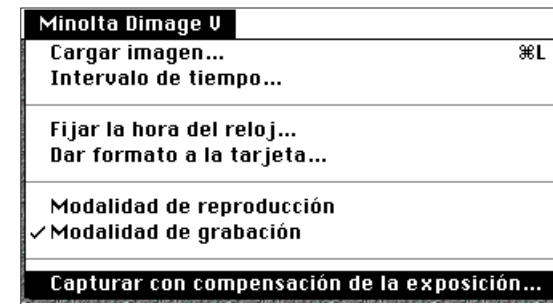 Minolta Dimage V
Cargar imagen... ⌘L
Intervalo de tiempo...
Fijar la hora del reloj...
Dar formato a la tarjeta...
Modalidad de reproducción
✓ Modalidad de grabación
Capturar con compensación de la exposición...